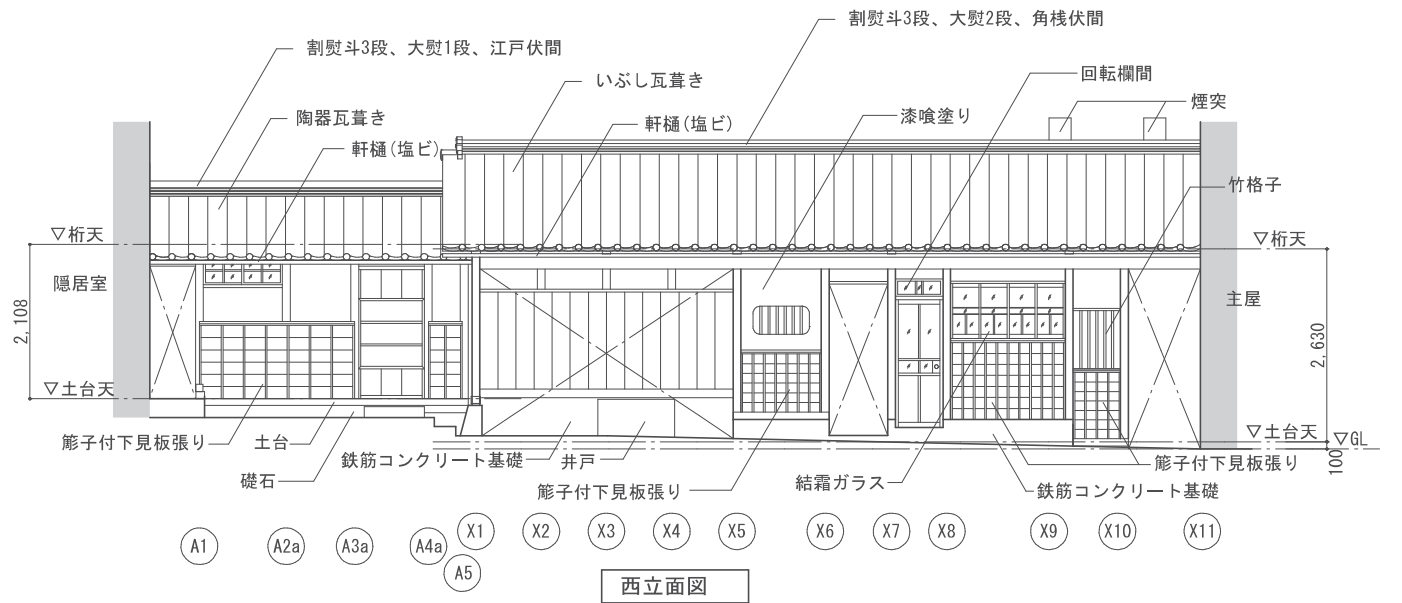 割熨斗3段、大熨2段、角桟伏間
割熨斗3段、大熨1段、江戸伏間
いぶし瓦葺き
回転欄間
煙突
陶器瓦葺き
軒樋(塩ビ)
漆喰塗り
軒樋(塩ビ)
竹格子
▽桁天
▽桁天
隠居室
主屋
2,108
2,630
▽土台天
▽土台天
▽GL
100
簓子付下見板張り
土台
鉄筋コンクリート基礎
井戸
簓子付下見板張り
礎石
簓子付下見板張り
結霜ガラス
鉄筋コンクリート基礎
A1
A2a
A3a
A4a
A5
X1
X2
X3
X4
X5
X6
X7
X8
X9
X10
X11
西立面図